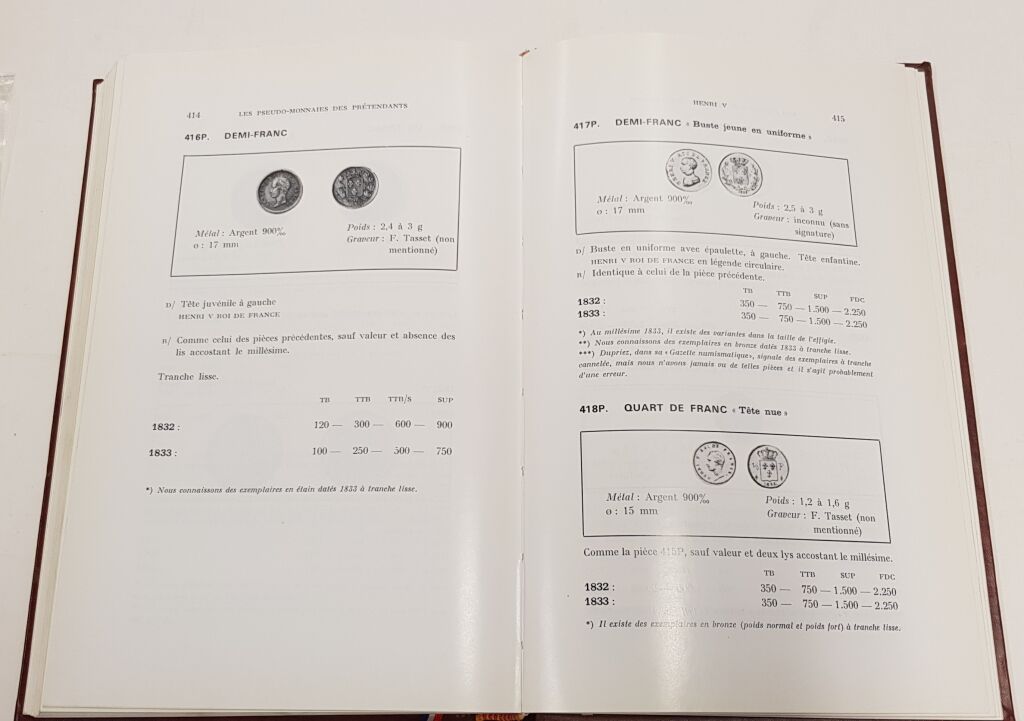 414
LES PSEUDO-MONNAIES DES PRÉTENDANTS
416P. DEMI-FRANC
Métal : Argent 900‰
ø : 17 mm
Poids : 2,4 à 3 g
Graveur : F. Tasset (non
mentionné)
D/ Tête juvénile à gauche
HENRI V ROI DE FRANCE
R/ Comme celui des pièces précédentes, sauf valeur et absence des
lis accostant le millésime.
Tranche lisse.
TB TTB TTB/S SUP
1832 : 120 — 300 — 600 — 900
1833 : 100 — 250 — 500 — 750
*) Nous connaissons des exemplaires en étain datés 1833 à tranche lisse.
HENRI V
415
417P. DEMI-FRANC « Buste jeune en uniforme »
Métal : Argent 900‰
ø : 17 mm
Poids : 2,5 à 3 g
Graveur : inconnu (sans
signature)
D/ Buste en uniforme avec épaulette, à gauche. Tête enfantine.
HENRI V ROI DE FRANCE en légende circulaire.
R/ Identique à celui de la pièce précédente.
TB TTB SUP FDC
1832 : 350 — 750 — 1.500 — 2.250
1833 : 350 — 750 — 1.500 — 2.250
*) Au millésime 1833, il existe des variantes dans la taille de l'effigie.
**) Nous connaissons des exemplaires en bronze datés 1833 à tranche lisse.
***) Dupriez, dans sa « Gazette numismatique », signale des exemplaires à tranche
cannelée, mais nous n'avons jamais vu de telles pièces et il s'agit probablement
d'une erreur.
418P. QUART DE FRANC « Tête nue »
Métal : Argent 900‰
ø : 15 mm
Poids : 1,2 à 1,6 g
Graveur : F. Tasset (non
mentionné)
Comme la pièce 415P, sauf valeur et deux lys accostant le millésime.
TB TTB SUP FDC
1832 : 350 — 750 — 1.500 — 2.250
1833 : 350 — 750 — 1.500 — 2.250
*) Il existe des exemplaires en bronze (poids normal et poids fort) à tranche lisse.